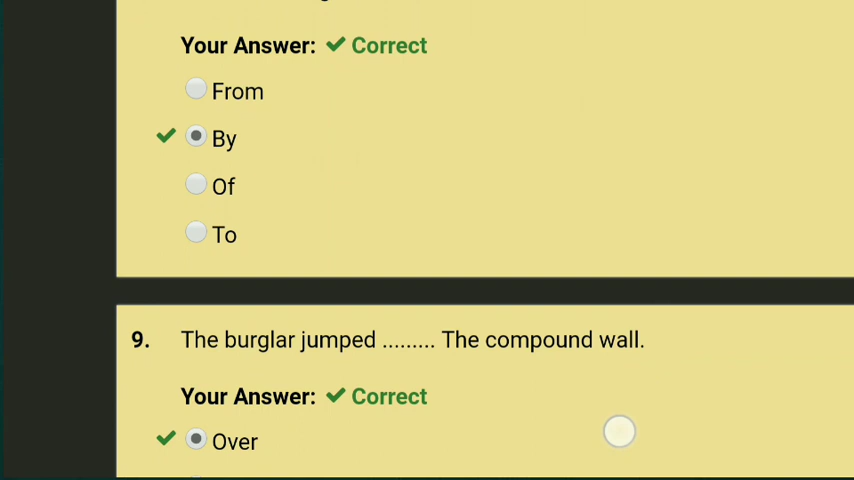 Your Answer: ✔ Correct
From
By
Of
To
9. The burglar jumped ......... The compound wall.
Your Answer: ✔ Correct
Over